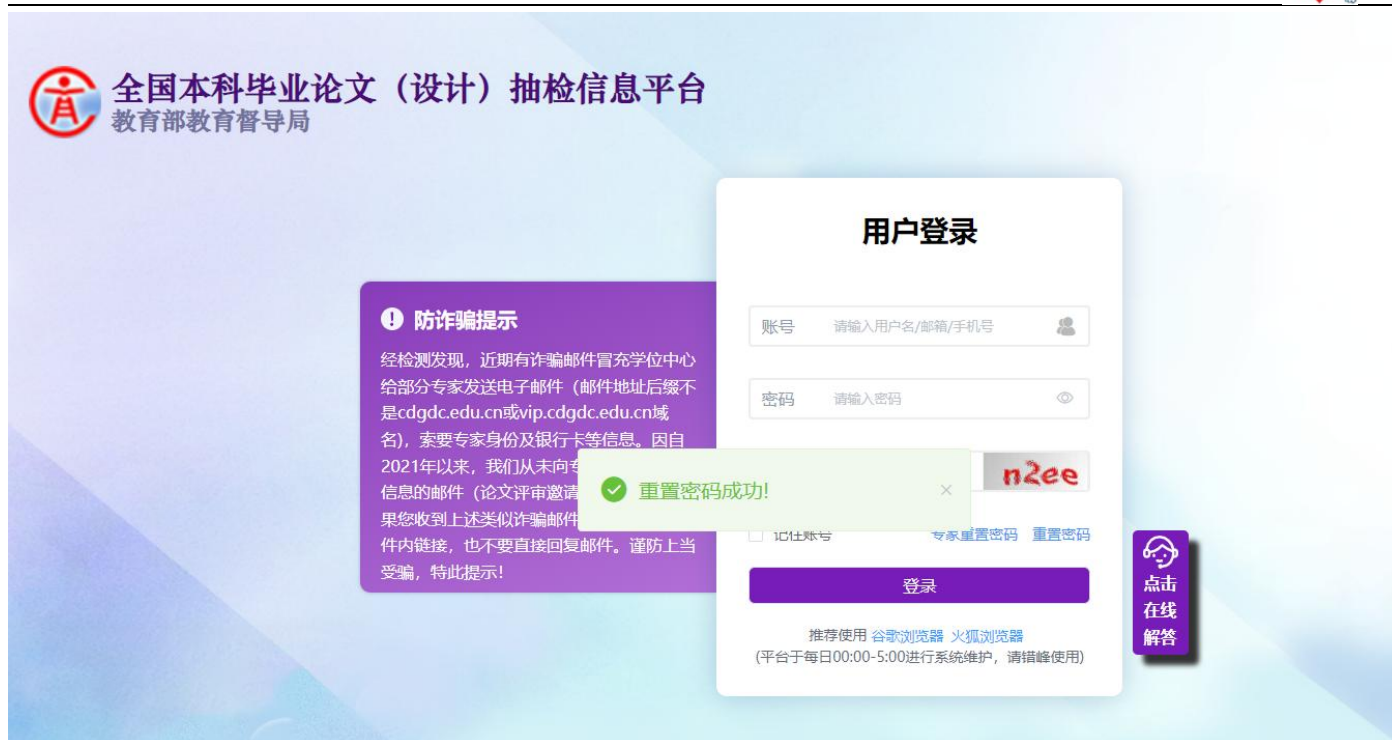 全国本科毕业论文（设计）抽检信息平台
教育部教育督导局
用户登录
防诈骗提示
经检测发现，近期有诈骗邮件冒充学位中心
给部分专家发送电子邮件（邮件地址后缀不
是cdgdc.edu.cn或vip.cdgdc.edu.cn域
名），索要专家身份及银行卡等信息。因自
2021年以来，我们从未向专
信息的邮件（论文评审邀请
果您收到上述类似诈骗邮件
件内链接，也不要直接回复邮件。谨防上当
受骗，特此提示！
账号 请输入用户名/邮箱/手机号
密码 请输入密码
n2ee
重置密码成功!
记住账号 专家重置密码 重置密码
登录
推荐使用 谷歌浏览器 火狐浏览器
(平台于每日00:00-5:00进行系统维护，请错峰使用)
点击
在线
解答